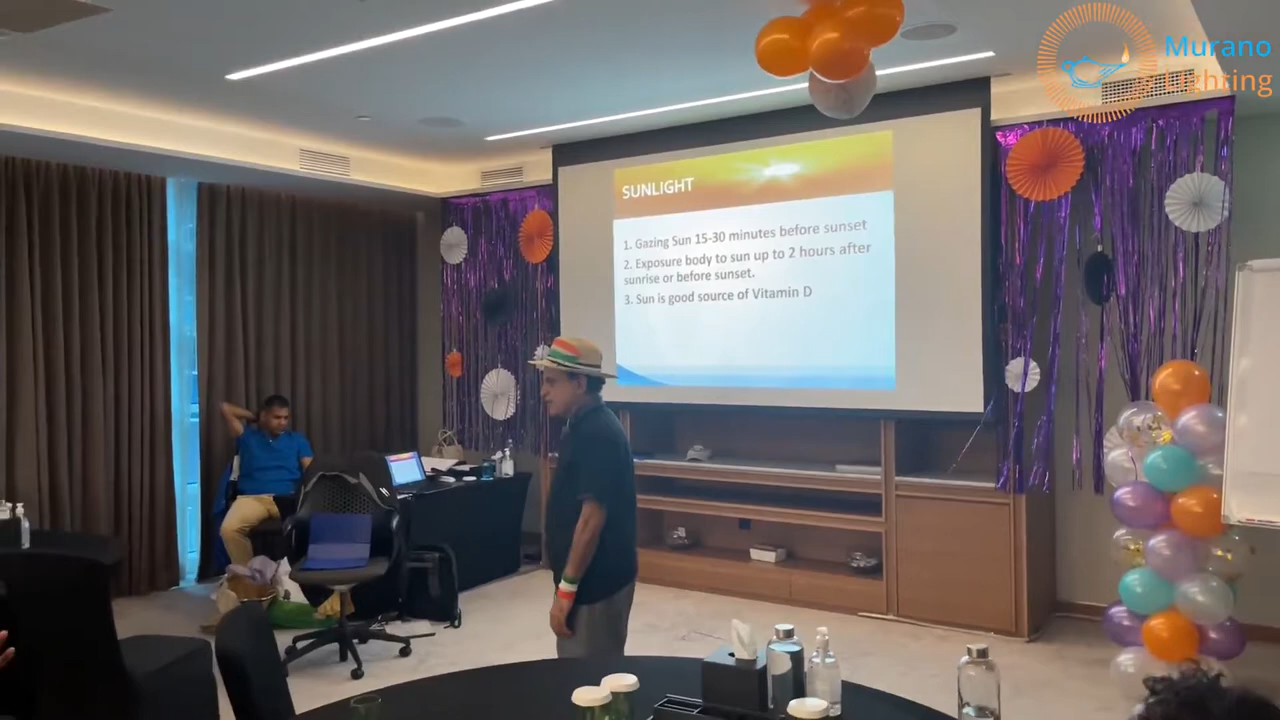 Murano
Lighting
SUNLIGHT
1. Gazing Sun 15-30 minutes before sunset
2. Exposure body to sun up to 2 hours after
sunrise or before sunset.
3. Sun is good source of Vitamin D